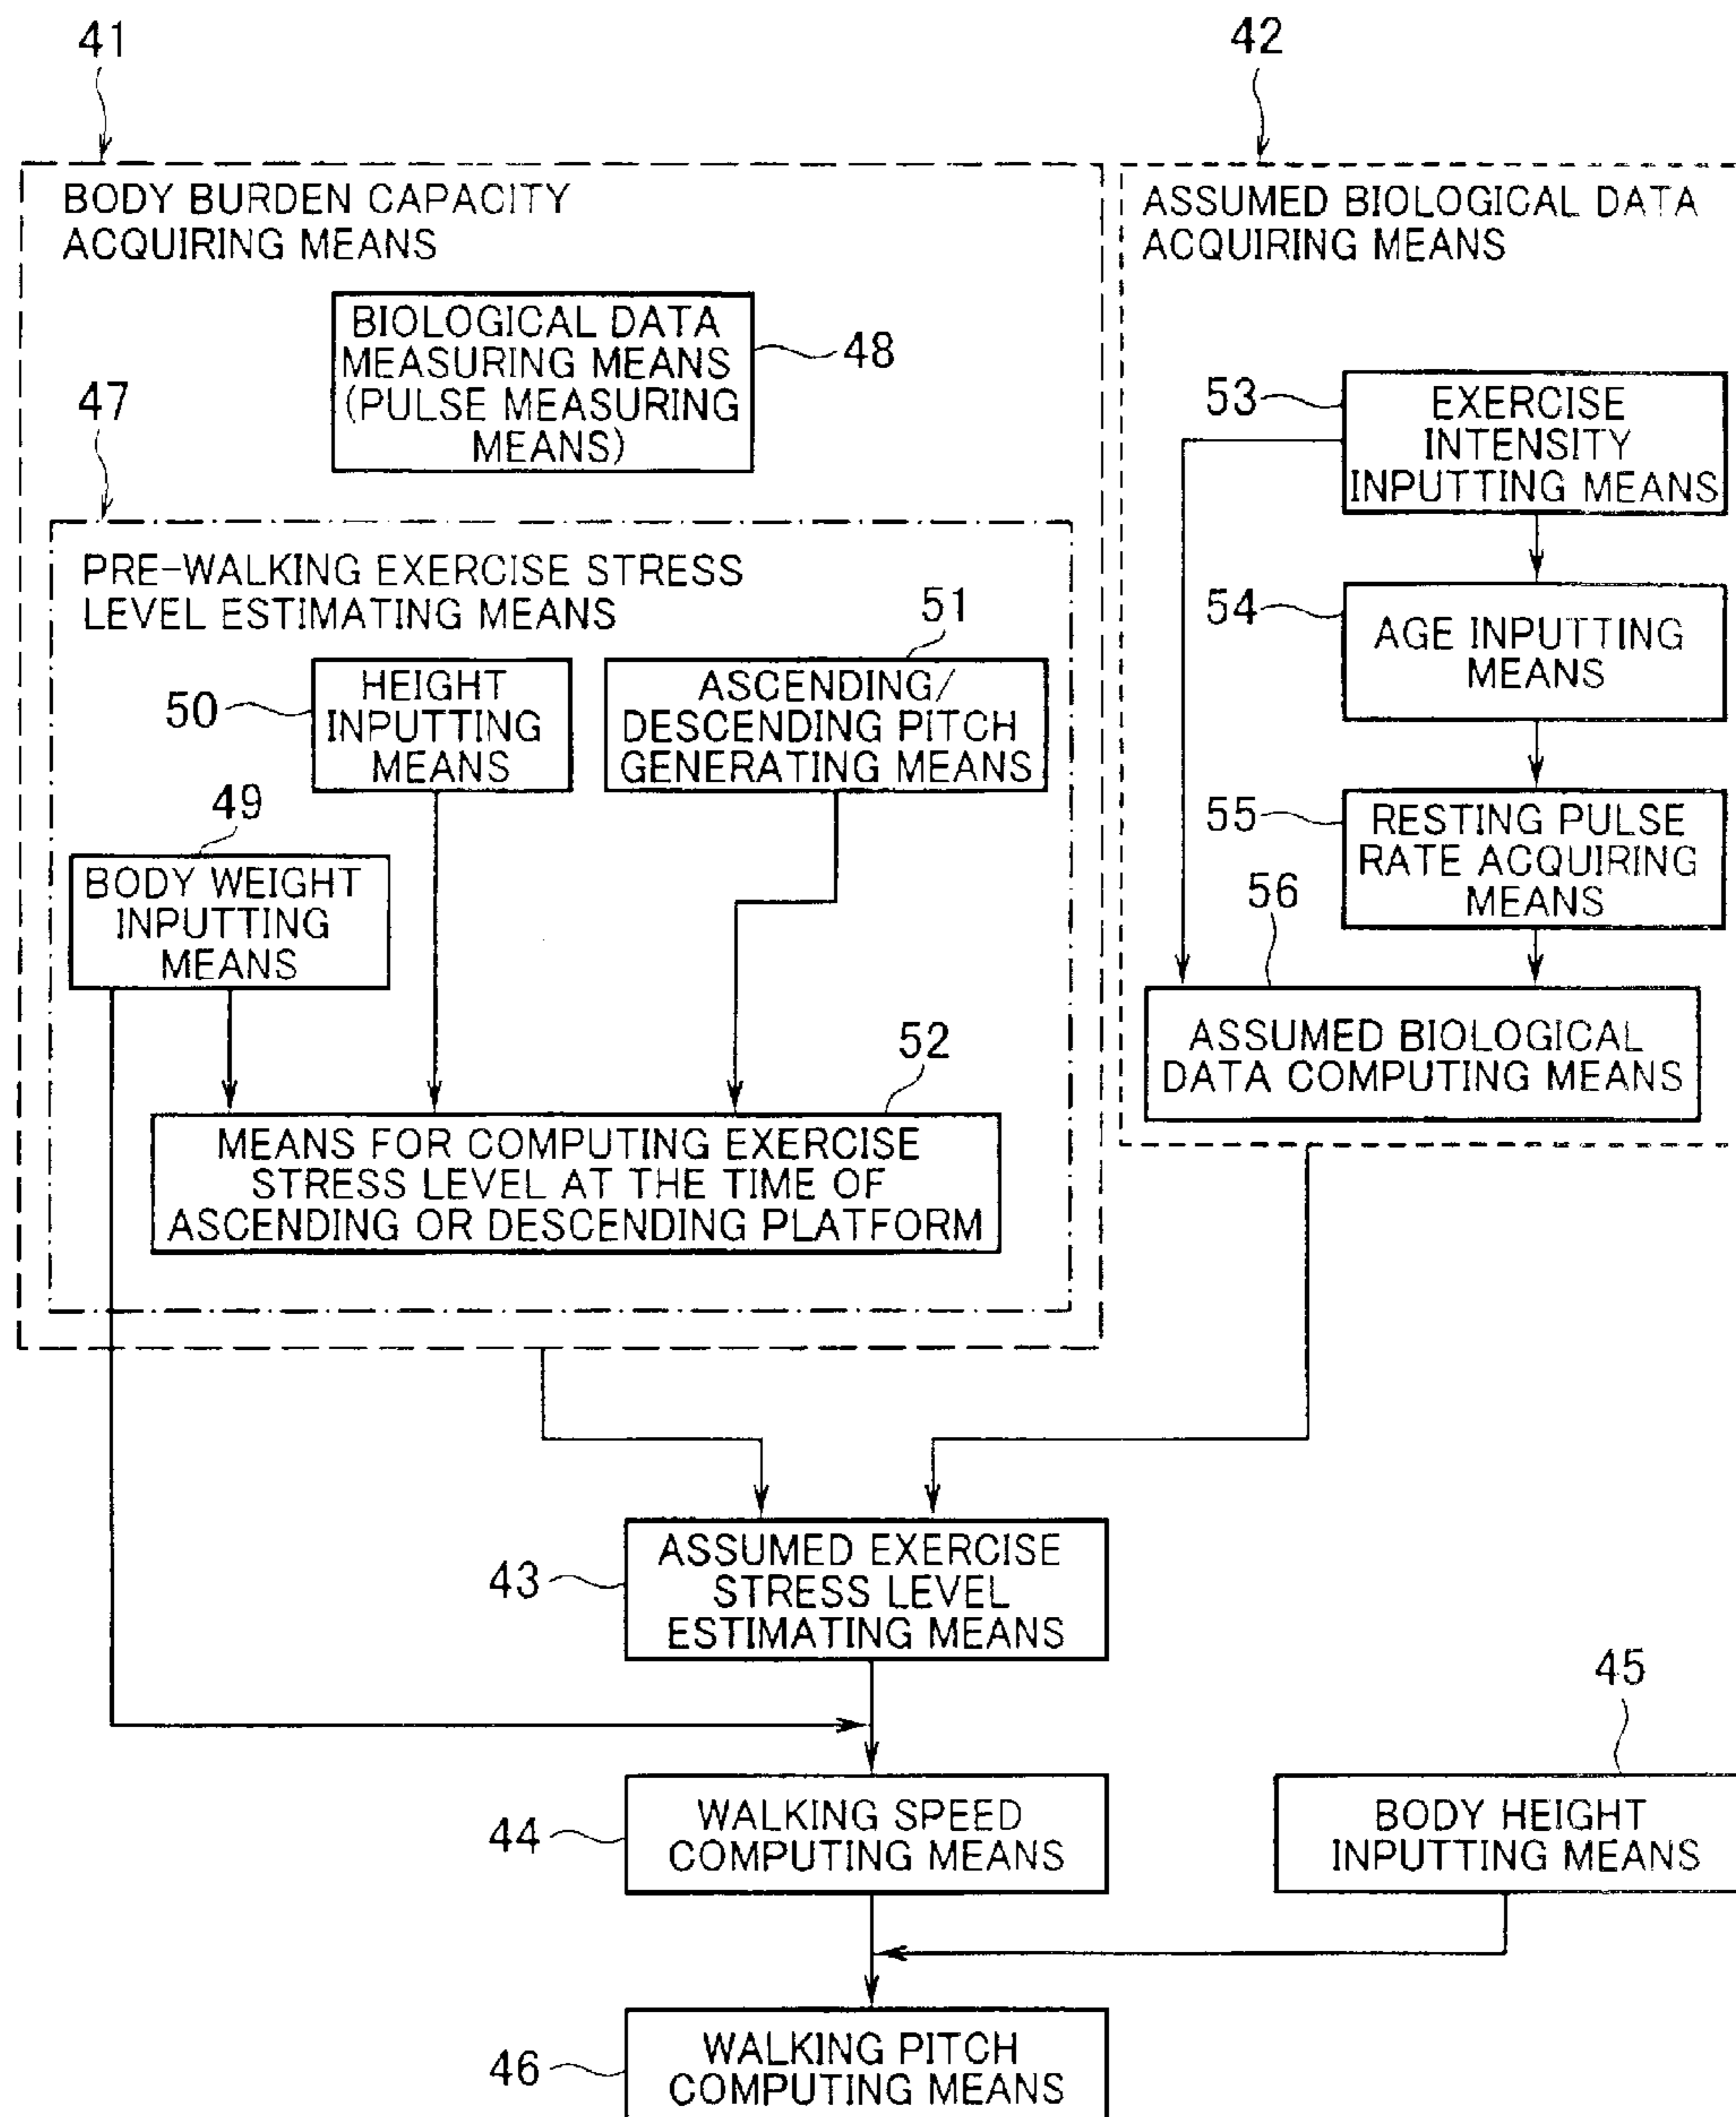 41
42
BODY BURDEN CAPACITY
ACQUIRING MEANS
ASSUMED BIOLOGICAL DATA
ACQUIRING MEANS
BIOLOGICAL DATA
MEASURING MEANS
(PULSE MEASURING
MEANS)
48
47
53
EXERCISE
INTENSITY
INPUTTING MEANS
PRE-WALKING EXERCISE STRESS
LEVEL ESTIMATING MEANS
54
AGE INPUTTING
MEANS
50
HEIGHT
INPUTTING
MEANS
51
ASCENDING/
DESCENDING PITCH
GENERATING MEANS
55
RESTING PULSE
RATE ACQUIRING
MEANS
49
BODY WEIGHT
INPUTTING
MEANS
56
ASSUMED BIOLOGICAL
DATA COMPUTING MEANS
52
MEANS FOR COMPUTING EXERCISE
STRESS LEVEL AT THE TIME OF
ASCENDING OR DESCENDING PLATFORM
43
ASSUMED EXERCISE
STRESS LEVEL
ESTIMATING MEANS
44
WALKING SPEED
COMPUTING MEANS
45
BODY HEIGHT
INPUTTING MEANS
46
WALKING PITCH
COMPUTING MEANS